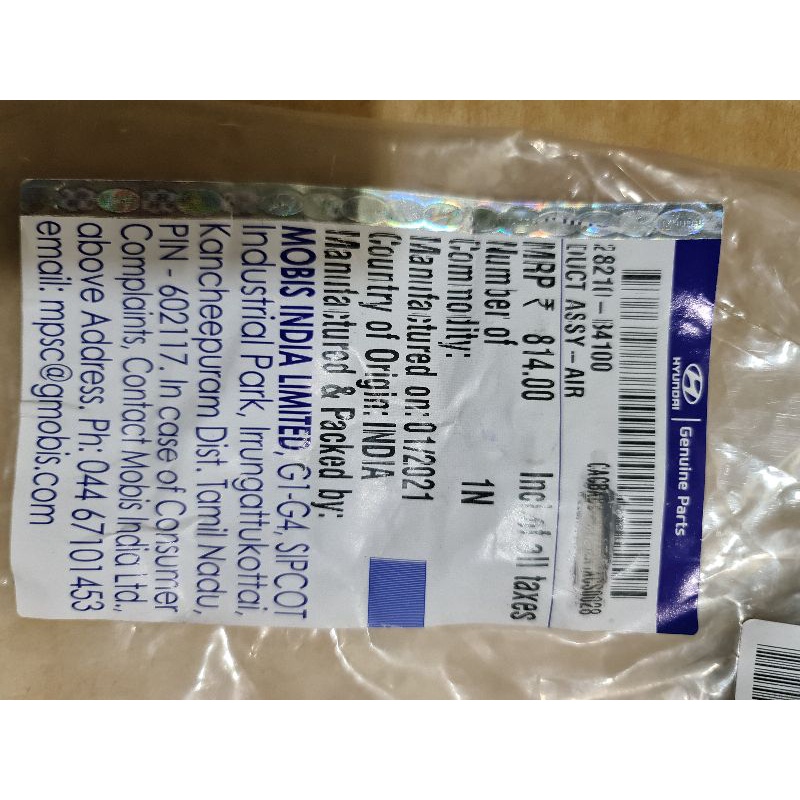 HYUNDAI | Genuine Parts
28210-B4100
DUCT ASSY-AIR
MRP ₹ 814.00 Incl of all taxes
Number of
Commodity: 1N
Manufactured on: 01/2021
Country of Origin: INDIA
Manufactured & Packed by:
MOBIS INDIA LIMITED, G1-G4, SIPCOT
Industrial Park, Irrungattukottai,
Kancheepuram Dist. Tamil Nadu,
PIN - 602117. In case of Consumer
Complaints, Contact Mobis India Ltd.,
above Address, Ph: 044 67101453
email: mpsc@gmobis.com